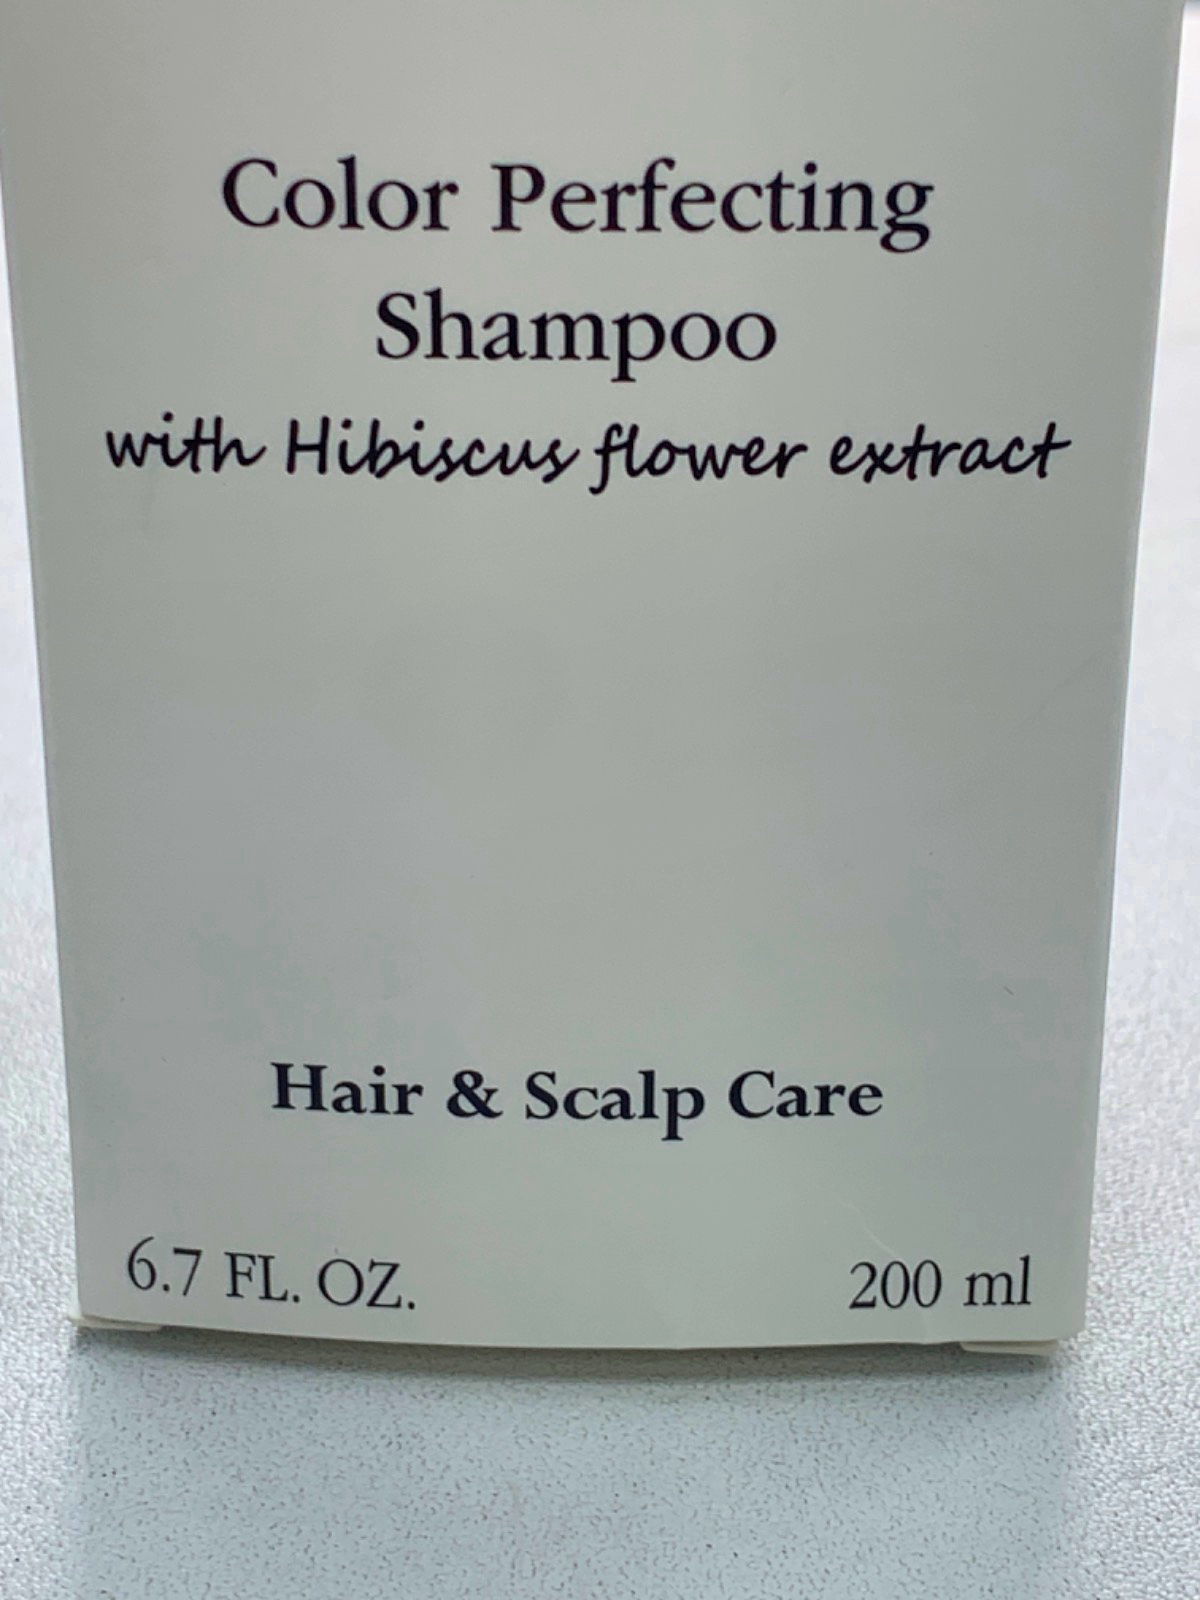 Color Perfecting
Shampoo
with Hibiscus flower extract
Hair & Scalp Care
6.7 FL. OZ. 200 ml